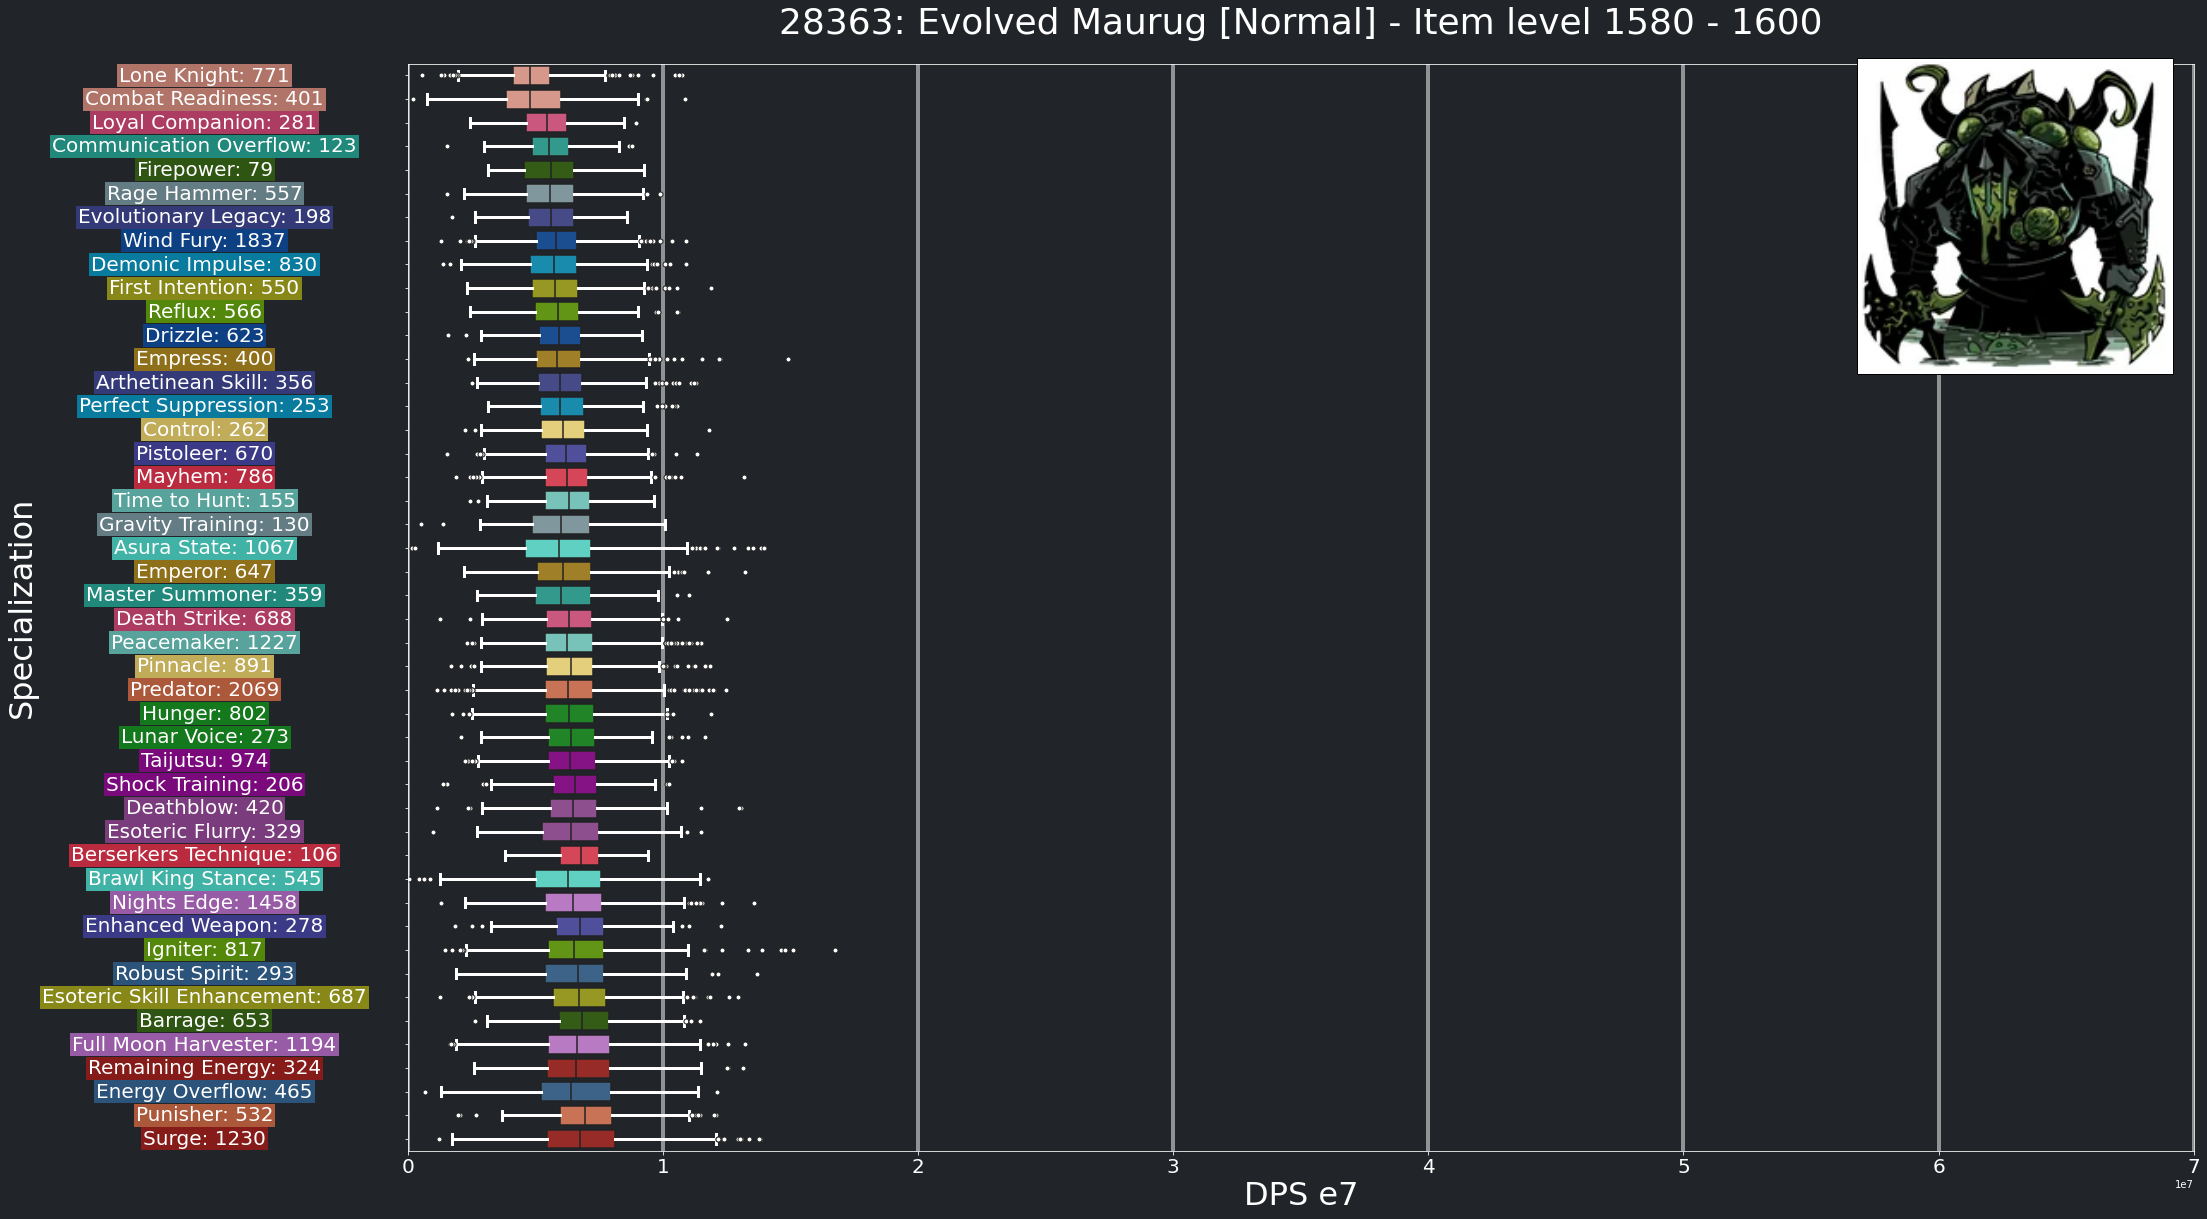 28363: Evolved Maurug [Normal] - Item level 1580 - 1600
Specialization
Lone Knight: 771
Combat Readiness: 401
Loyal Companion: 281
Communication Overflow: 123
Firepower: 79
Rage Hammer: 557
Evolutionary Legacy: 198
Wind Fury: 1837
Demonic Impulse: 830
First Intention: 550
Reflux: 566
Drizzle: 623
Empress: 400
Arthetinean Skill: 356
Perfect Suppression: 253
Control: 262
Pistoleer: 670
Mayhem: 786
Time to Hunt: 155
Gravity Training: 130
Asura State: 1067
Emperor: 647
Master Summoner: 359
Death Strike: 688
Peacemaker: 1227
Pinnacle: 891
Predator: 2069
Hunger: 802
Lunar Voice: 273
Taijutsu: 974
Shock Training: 206
Deathblow: 420
Esoteric Flurry: 329
Berserkers Technique: 106
Brawl King Stance: 545
Nights Edge: 1458
Enhanced Weapon: 278
Igniter: 817
Robust Spirit: 293
Esoteric Skill Enhancement: 687
Barrage: 653
Full Moon Harvester: 1194
Remaining Energy: 324
Energy Overflow: 465
Punisher: 532
Surge: 1230
0 1 2 3 4 5 6 7
1e7
DPS e7